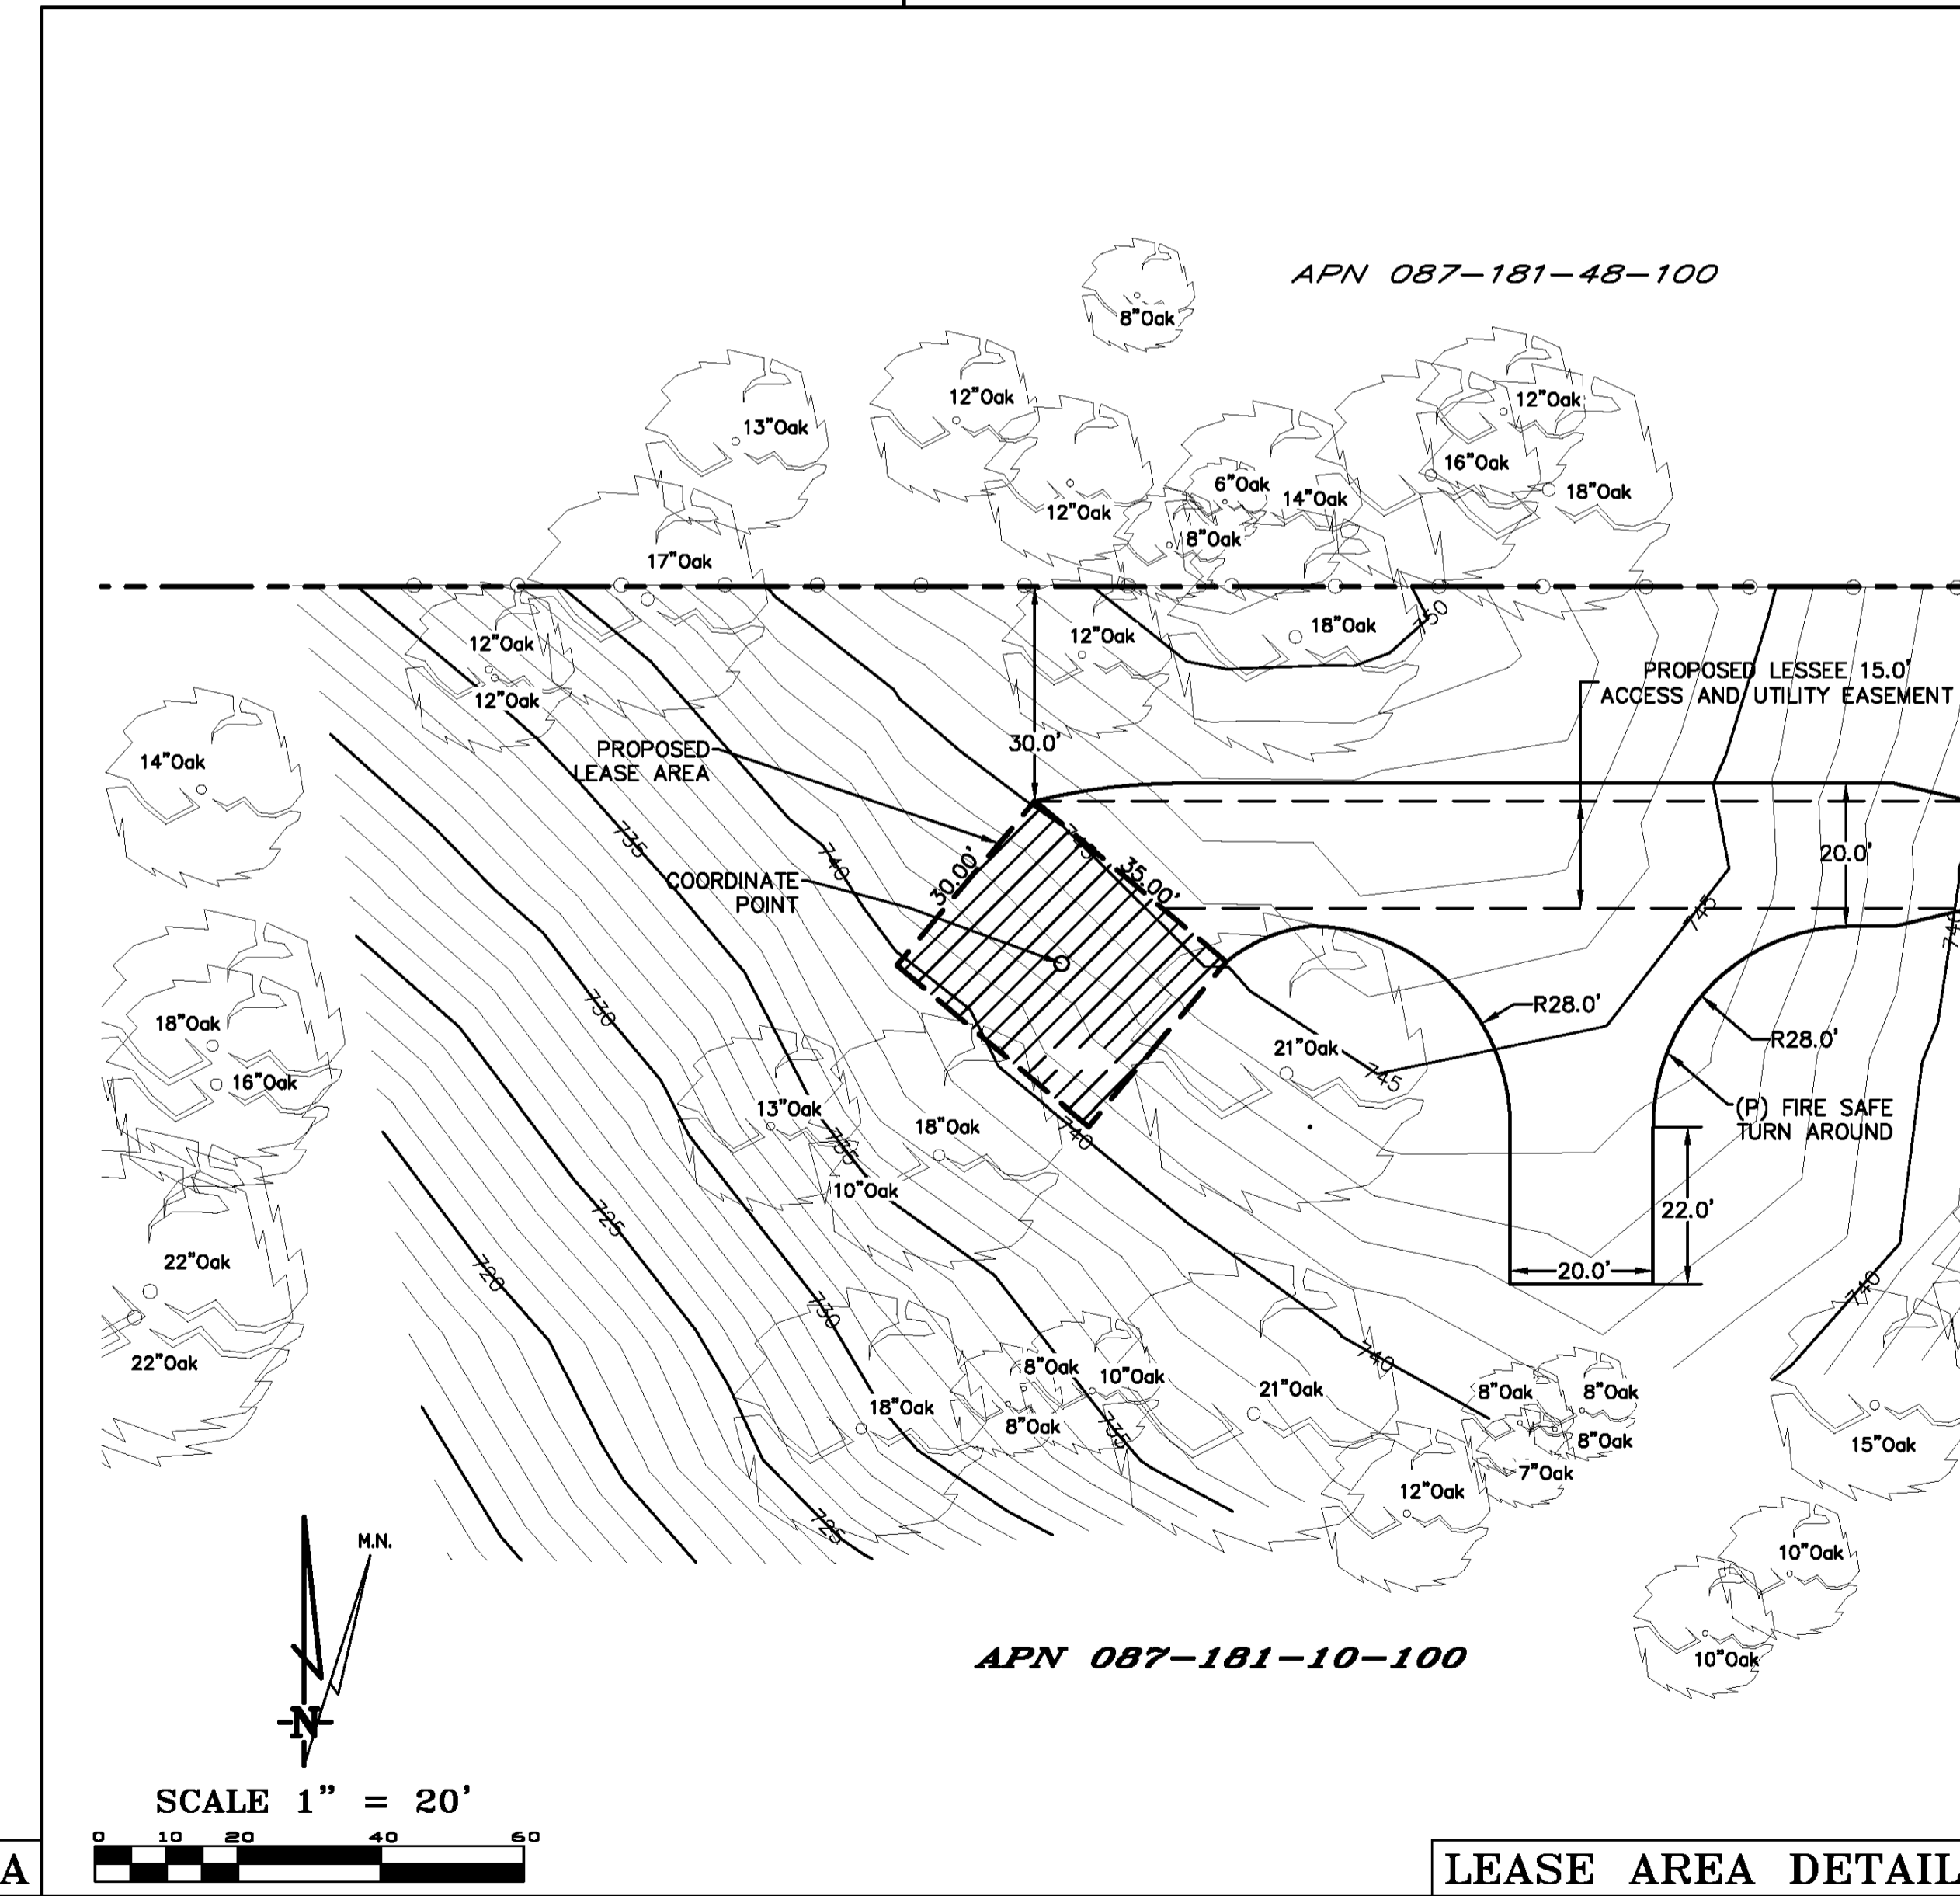 APN 087-181-48-100
8"Oak
12"Oak
13"Oak
12"Oak
12"Oak
6"Oak
14"Oak
8"Oak
16"Oak
18"Oak
17"Oak
12"Oak
12"Oak
12"Oak
18"Oak
750
PROPOSED LESSEE 15.0'
ACCESS AND UTILITY EASEMENT
30.0'
PROPOSED
LEASE AREA
14"Oak
735
740
745
30.00'
35.00'
20.0'
COORDINATE
POINT
745
740
18"Oak
16"Oak
730
R28.0'
R28.0'
21"Oak
745
(P) FIRE SAFE
TURN AROUND
13"Oak
18"Oak
740
735
10"Oak
725
22.0'
22"Oak
720
20.0'
740
22"Oak
730
740
8"Oak
10"Oak
21"Oak
8"Oak
8"Oak
18"Oak
8"Oak
735
8"Oak
15"Oak
7"Oak
12"Oak
725
M.N.
10"Oak
10"Oak
APN 087-181-10-100
N
SCALE 1" = 20'
0 10 20 40 60
A
LEASE AREA DETAIL